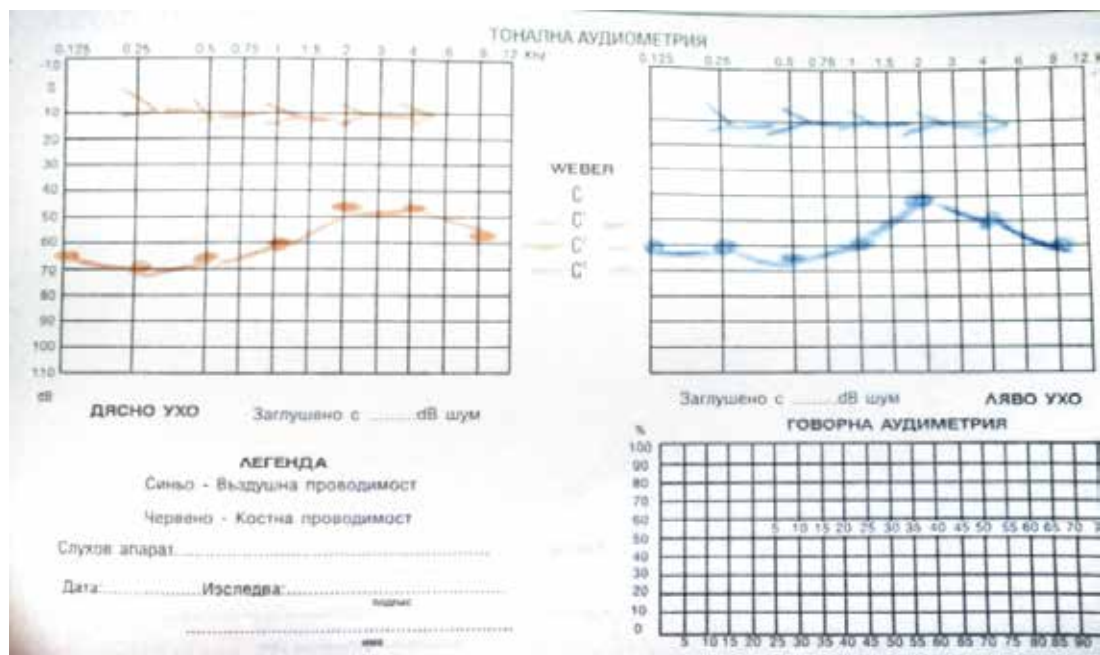 ТОНАЛНА АУДИОМЕТРИЯ
0.125 0.25 0.5 0.75 1 1.5 2 3 4 6 8 12 KHz
-10
0
10
20
30
40
50
60
70
80
90
100
110
dB
WEBER
C
C
C
C
0.125 0.25 0.5 0.75 1 1.5 2 3 4 6 8 12
ДЯСНО УХО Заглушено с .........dB шум
Заглушено с .........dB шум ЛЯВО УХО
ЛЕГЕНДА
Синьо - Въздушна проводимост
Червено - Костна проводимост
Слухов апарат
Дата: Изследва:
подпис
име
ГОВОРНА АУДИМЕТРИЯ
%
100
90
80
70
60
5 10 15 20 25 30 35 40 45 50 55 60 65 70
50
40
30
20
10
0
5 10 15 20 25 30 35 40 45 50 55 60 65 70 75 80 85 90